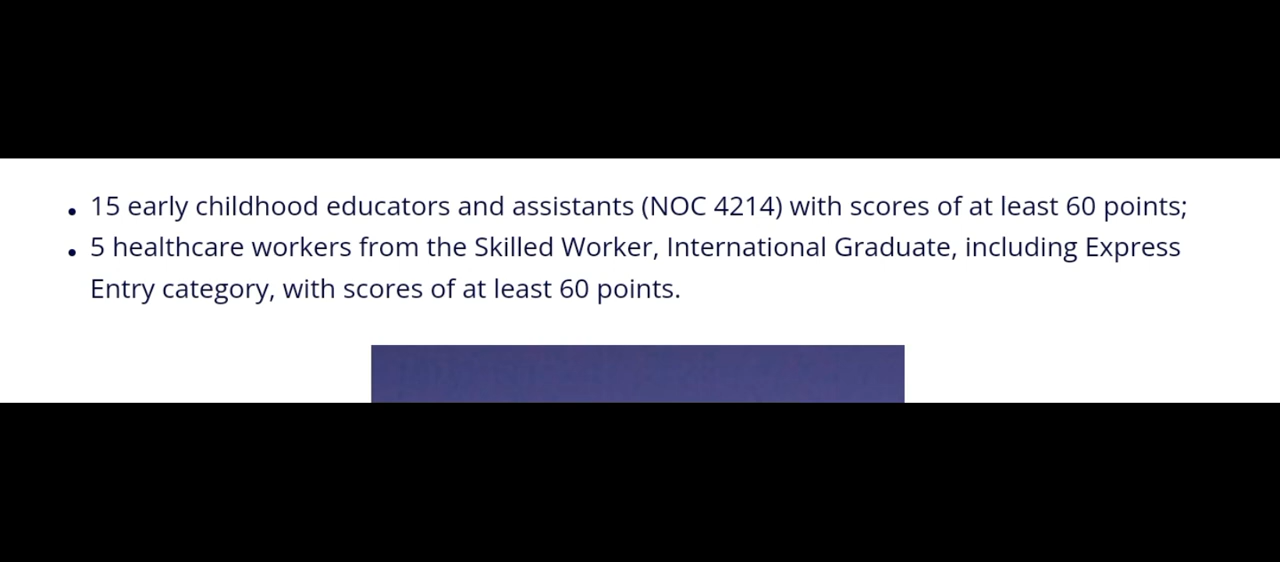 • 15 early childhood educators and assistants (NOC 4214) with scores of at least 60 points;
• 5 healthcare workers from the Skilled Worker, International Graduate, including Express
Entry category, with scores of at least 60 points.